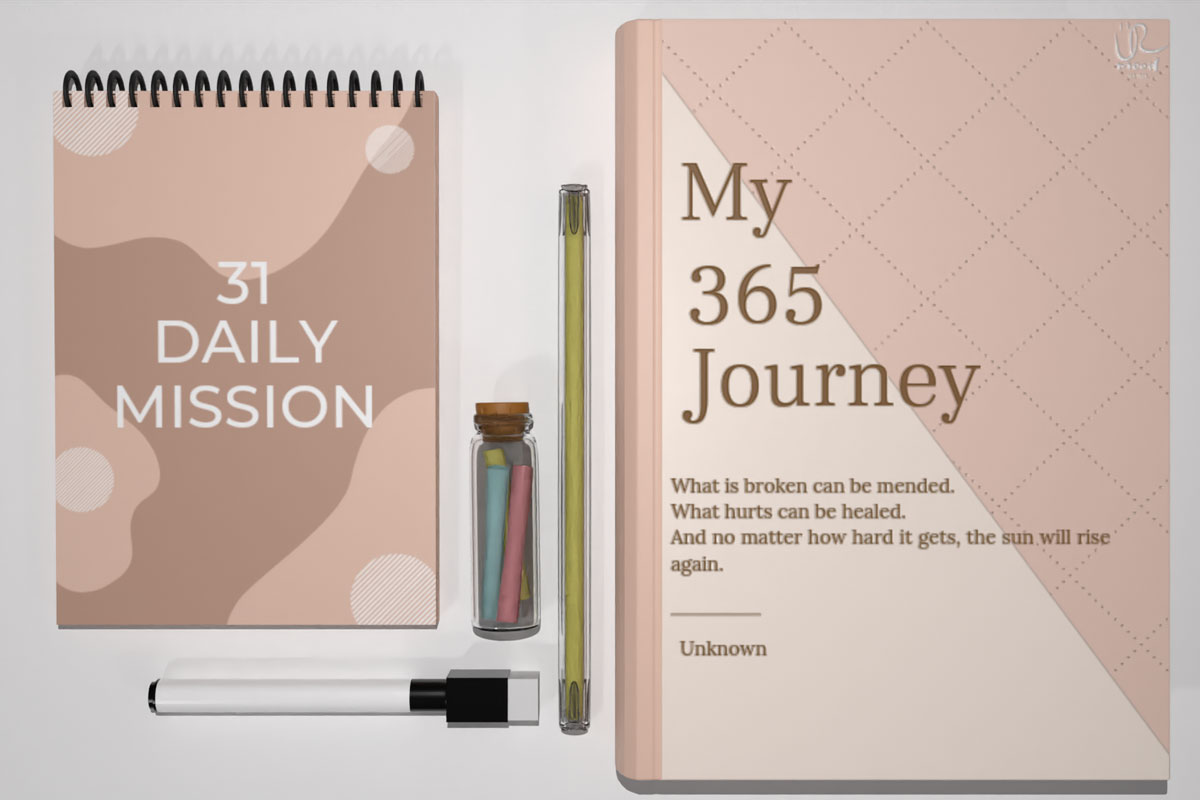 31
DAILY
MISSION
My
365
Journey
What is broken can be mended.
What hurts can be healed.
And no matter how hard it gets, the sun will rise
again.
Unknown